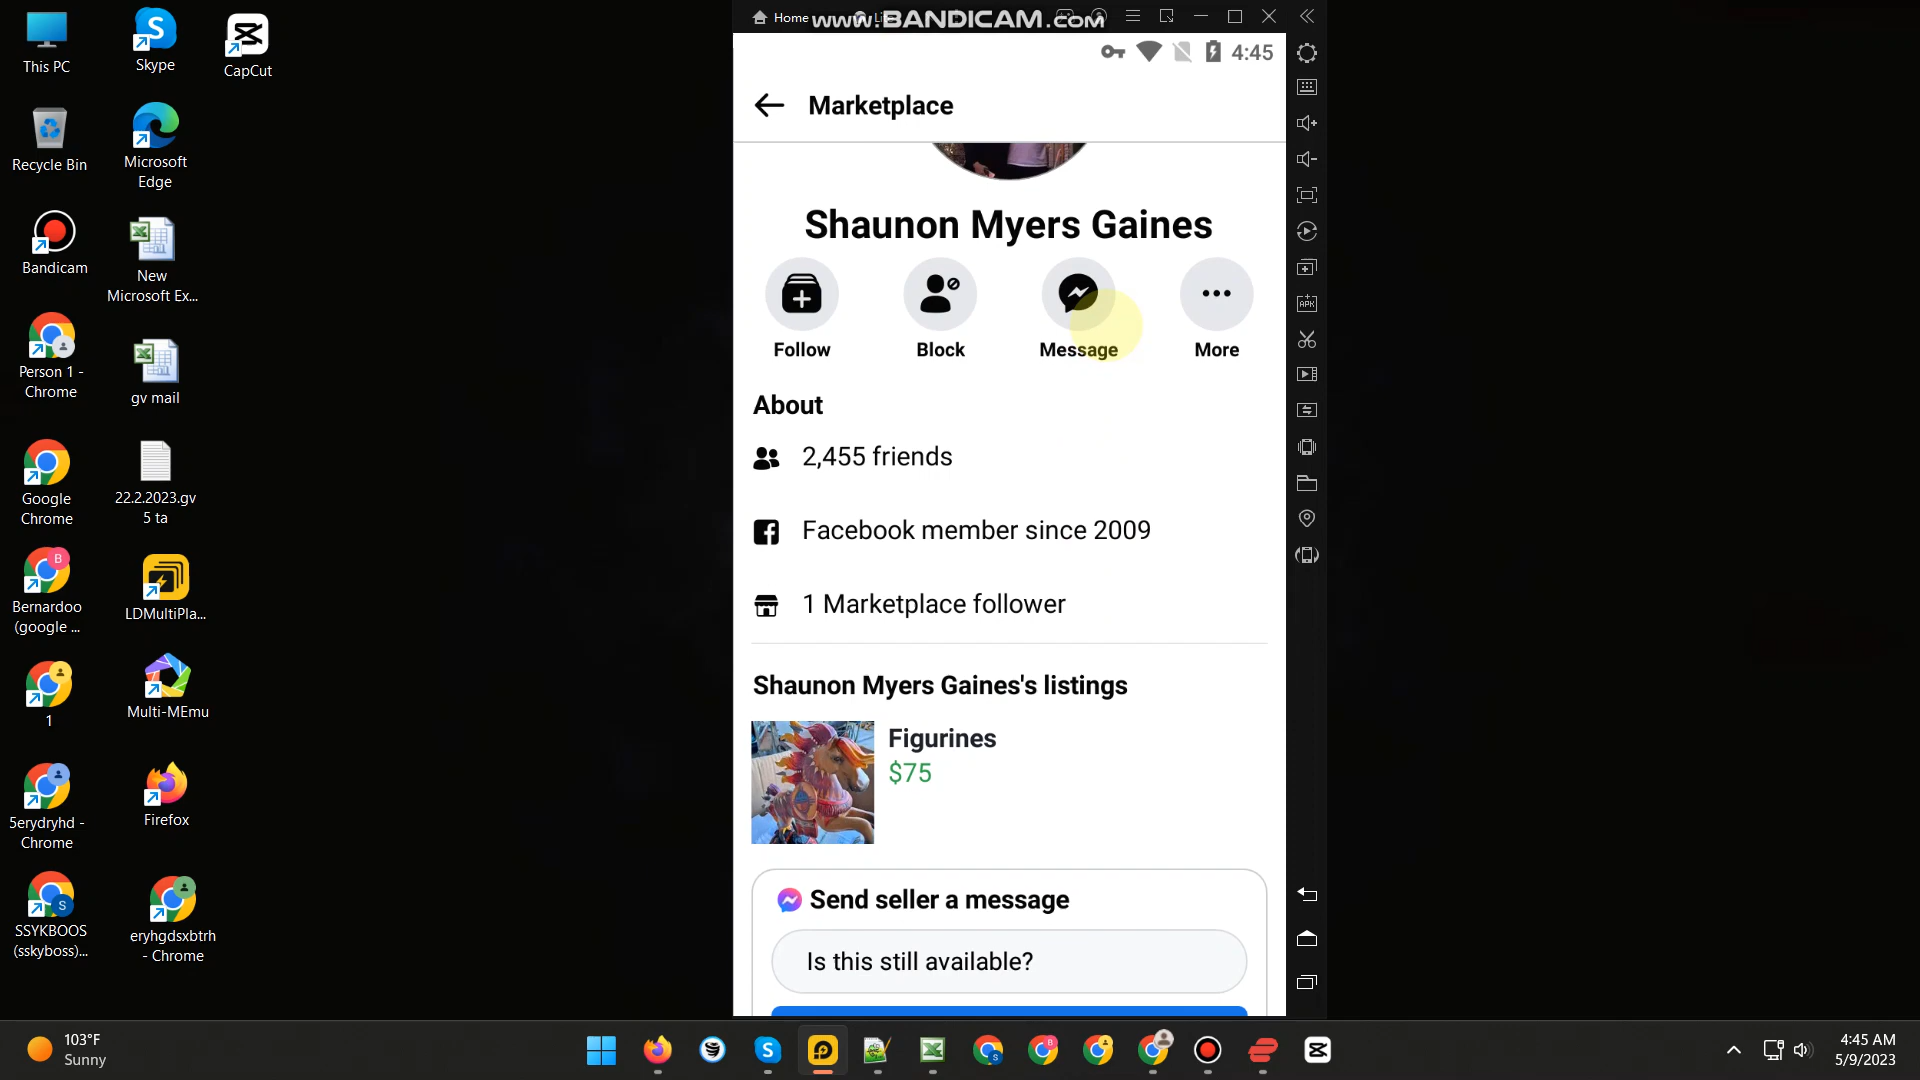 This PC
Skype
CapCut
Recycle Bin
Microsoft
Edge
Bandicam
New
Microsoft Ex...
Person 1 -
Chrome
gv mail
Google
Chrome
22.2.2023.gv
5 ta
Bernardoo
(google ...
LDMultiPla...
1
Multi-MEmu
5erydryhd -
Chrome
Firefox
SSYKBOOS
(sskyboss)...
eryhgdsxbtrh
- Chrome
Home
www.BANDICAM.com
4:45
Marketplace
Shaunon Myers Gaines
Follow
Block
Message
More
About
2,455 friends
Facebook member since 2009
1 Marketplace follower
Shaunon Myers Gaines's listings
Figurines
$75
Send seller a message
Is this still available?
APK
103°F
Sunny
4:45 AM
5/9/2023